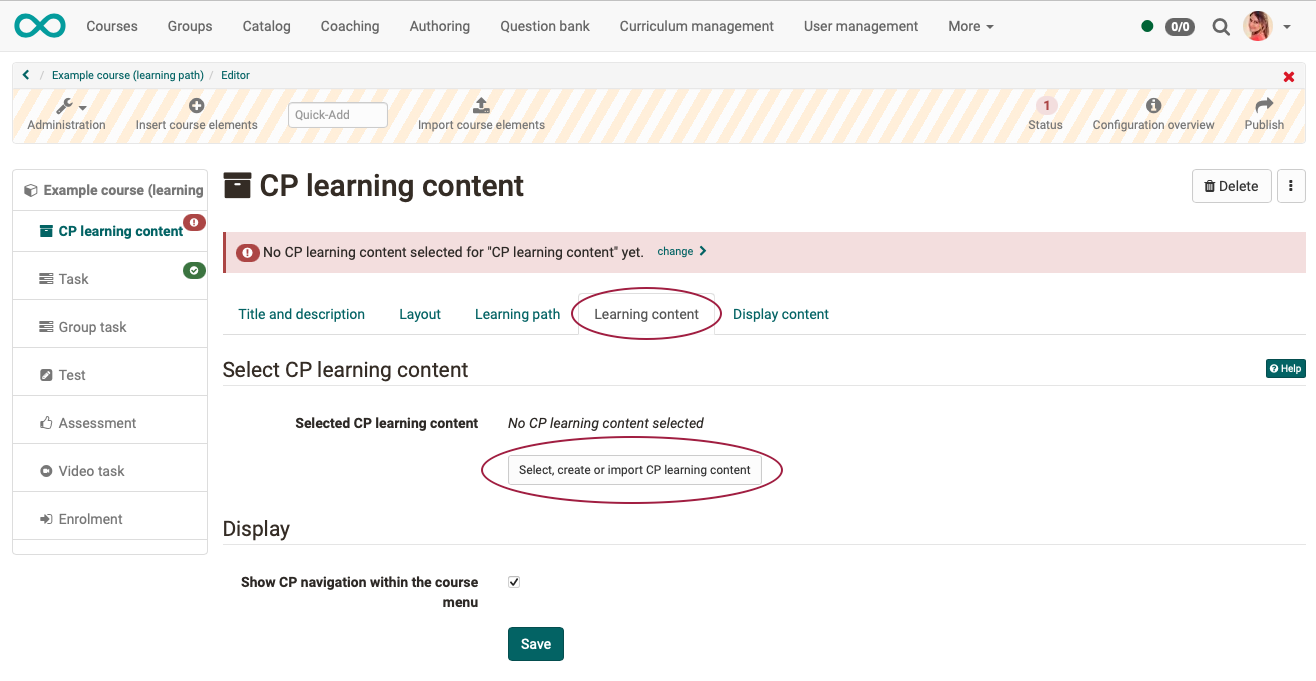 Courses Groups Catalog Coaching Authoring Question bank Curriculum management User management More 0/0
/ Example course (learning path) / Editor
Administration Insert course elements Quick-Add Import course elements 1 Status Configuration overview Publish
Example course (learning
CP learning content
Task
Group task
Test
Assessment
Video task
Enrolment
CP learning content Delete
No CP learning content selected for "CP learning content" yet. change
Title and description Layout Learning path Learning content Display content
Select CP learning content Help
Selected CP learning content No CP learning content selected
Select, create or import CP learning content
Display
Show CP navigation within the course
menu
Save